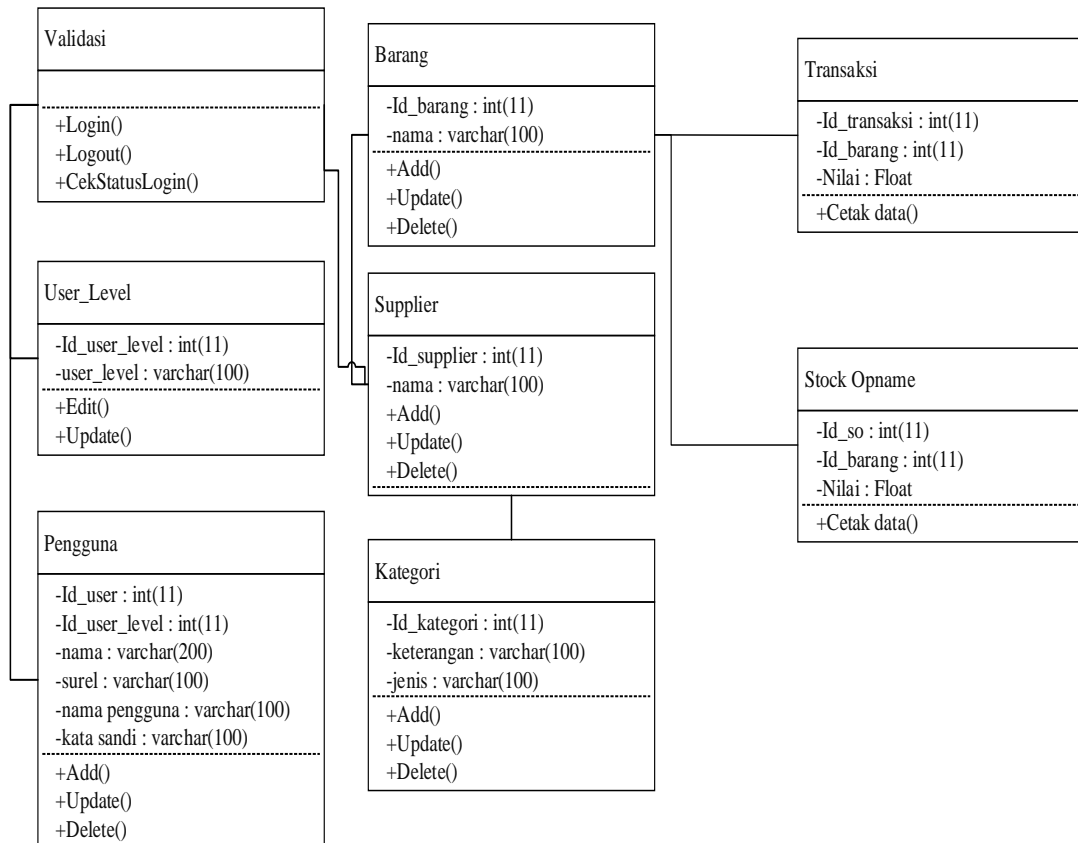 Validasi
+Login()
+Logout()
+CekStatusLogin()
User_Level
-Id_user_level : int(11)
-user_level : varchar(100)
+Edit()
+Update()
Pengguna
-Id_user : int(11)
-Id_user_level : int(11)
-nama : varchar(200)
-surel : varchar(100)
-nama pengguna : varchar(100)
-kata sandi : varchar(100)
+Add()
+Update()
+Delete()
Barang
-Id_barang : int(11)
-nama : varchar(100)
+Add()
+Update()
+Delete()
Supplier
-Id_supplier : int(11)
-nama : varchar(100)
+Add()
+Update()
+Delete()
Kategori
-Id_kategori : int(11)
-keterangan : varchar(100)
-jenis : varchar(100)
+Add()
+Update()
+Delete()
Transaksi
-Id_transaksi : int(11)
-Id_barang : int(11)
-Nilai : Float
+Cetak data()
Stock Opname
-Id_so : int(11)
-Id_barang : int(11)
-Nilai : Float
+Cetak data()